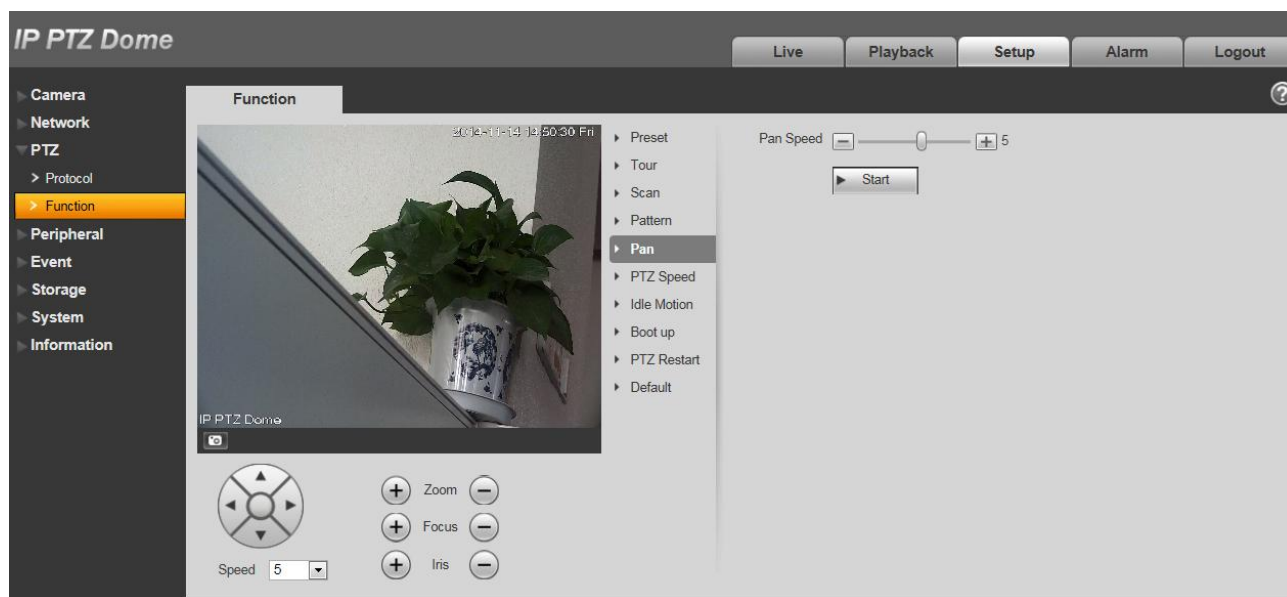 IP PTZ Dome
Live
Playback
Setup
Alarm
Logout
Camera
Network
PTZ
Protocol
Function
Peripheral
Event
Storage
System
Information
Function
2014-11-14 14:50:30 Fri
IP PTZ Dome
Zoom
Focus
Iris
Speed 5
Preset
Tour
Scan
Pattern
Pan
PTZ Speed
Idle Motion
Boot up
PTZ Restart
Default
Pan Speed 5
Start